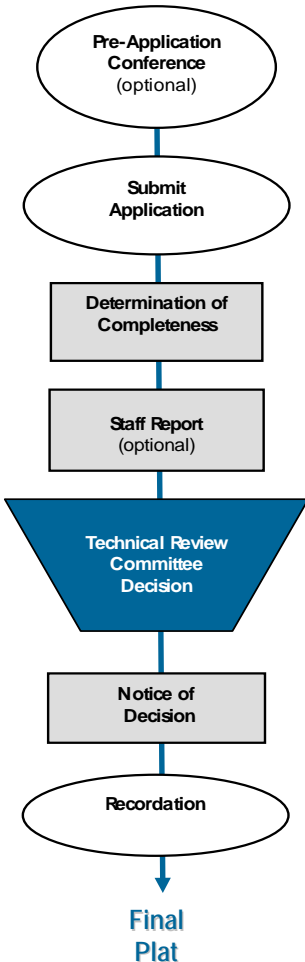 Pre-Application
Conference
(optional)
Submit
Application
Determination of
Completeness
Staff Report
(optional)
Technical Review
Committee
Decision
Notice of
Decision
Recordation
Final
Plat